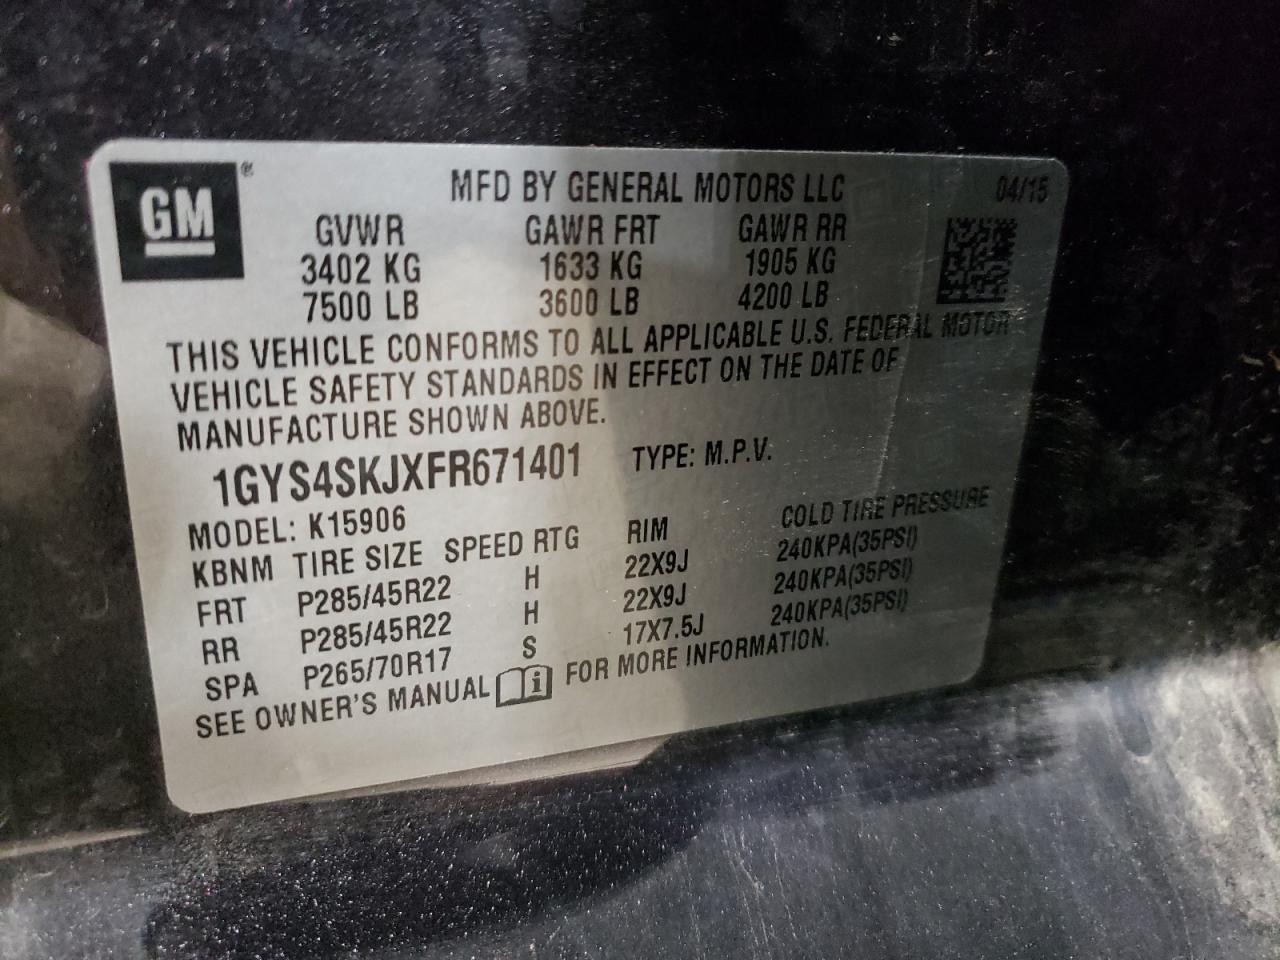 GM®
MFD BY GENERAL MOTORS LLC 04/15
GVWR GAWR FRT GAWR RR
3402 KG 1633 KG 1905 KG
7500 LB 3600 LB 4200 LB
THIS VEHICLE CONFORMS TO ALL APPLICABLE U.S. FEDERAL MOTOR
VEHICLE SAFETY STANDARDS IN EFFECT ON THE DATE OF
MANUFACTURE SHOWN ABOVE.
1GYS4SKJXFR671401 TYPE: M.P.V.
MODEL: K15906
KBNM TIRE SIZE SPEED RTG RIM COLD TIRE PRESSURE
FRT P285/45R22 H 22X9J 240KPA(35PSI)
RR P285/45R22 H 22X9J 240KPA(35PSI)
SPA P265/70R17 S 17X7.5J 240KPA(35PSI)
SEE OWNER'S MANUAL i FOR MORE INFORMATION.